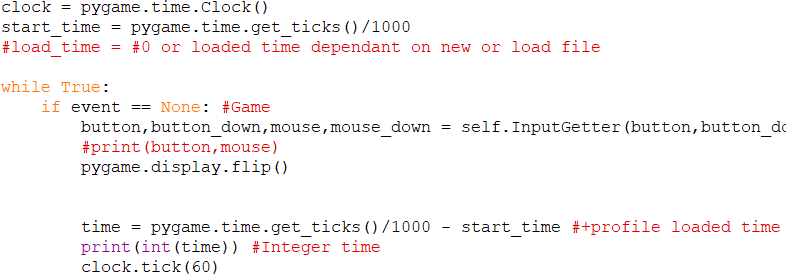 clock = pygame.time.Clock()
start_time = pygame.time.get_ticks()/1000
#load_time = #0 or loaded time dependant on new or load file
while True:
    if event == None: #Game
        button,button_down,mouse,mouse_down = self.InputGetter(button,button_do
        #print(button,mouse)
        pygame.display.flip()
        time = pygame.time.get_ticks()/1000 - start_time #+profile loaded time
        print(int(time)) #Integer time
        clock.tick(60)